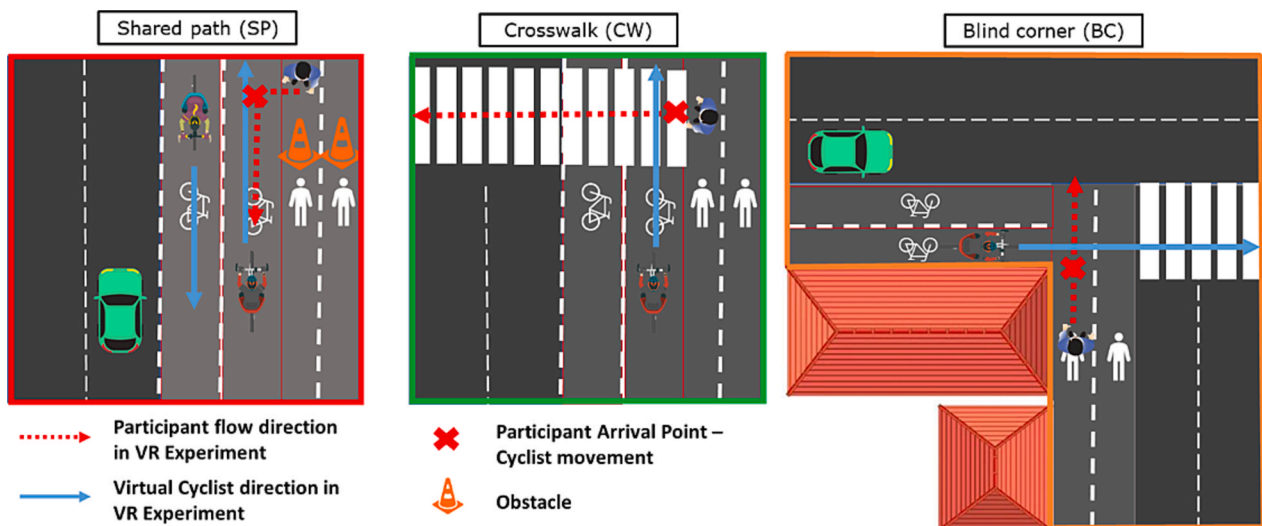 Shared path (SP)
Crosswalk (CW)
Blind corner (BC)
Participant flow direction
in VR Experiment
Virtual Cyclist direction in
VR Experiment
Participant Arrival Point –
Cyclist movement
Obstacle